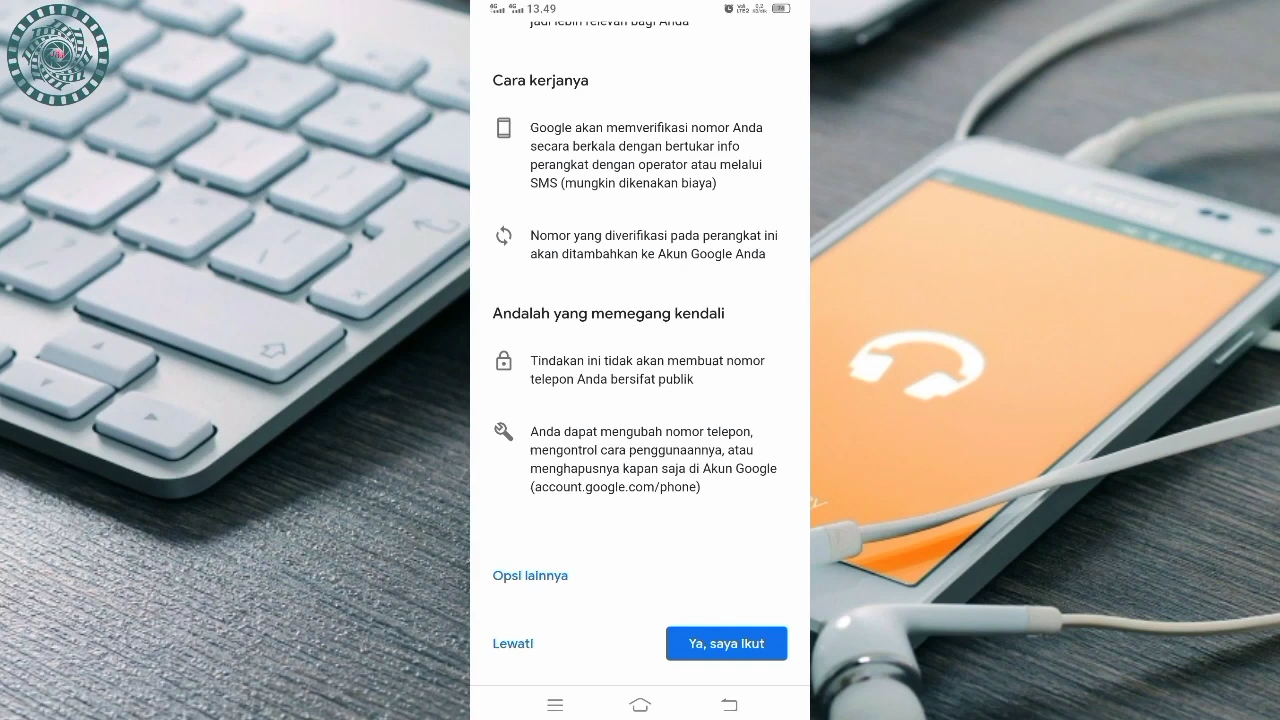 4G 4G 13.49
jadi lebih relevan bagi Anda
Cara kerjanya
Google akan memverifikasi nomor Anda
secara berkala dengan bertukar info
perangkat dengan operator atau melalui
SMS (mungkin dikenakan biaya)
Nomor yang diverifikasi pada perangkat ini
akan ditambahkan ke Akun Google Anda
Andalah yang memegang kendali
Tindakan ini tidak akan membuat nomor
telepon Anda bersifat publik
Anda dapat mengubah nomor telepon,
mengontrol cara penggunaannya, atau
menghapusnya kapan saja di Akun Google
(account.google.com/phone)
Opsi lainnya
Lewati
Ya, saya ikut